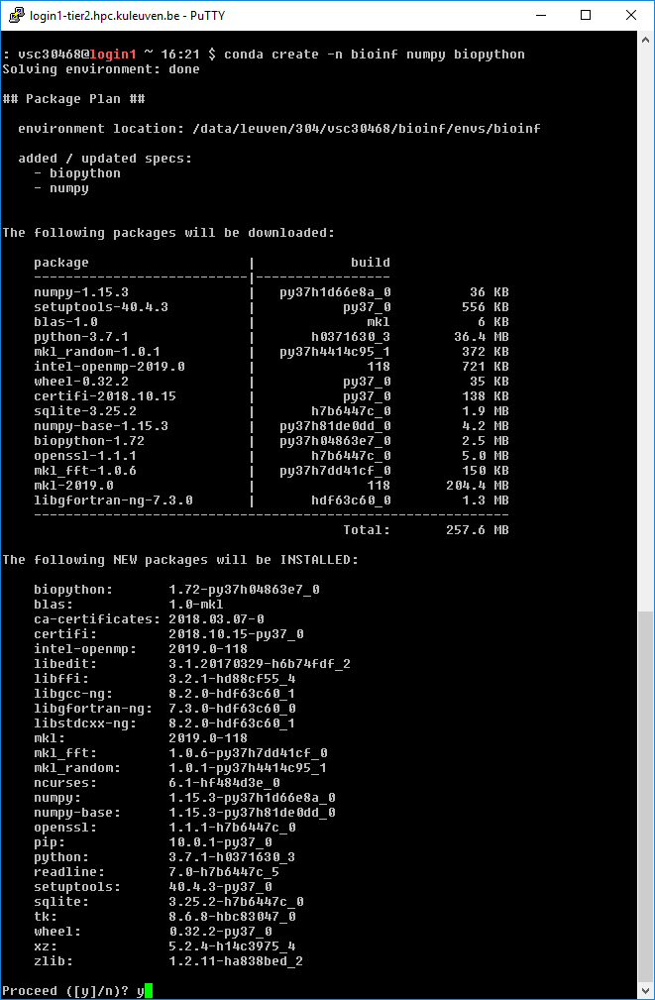 login1-tier2.hpc.kuleuven.be - PuTTY
: vsc30468@login1 ~ 16:21 $ conda create -n bioinf numpy biopython
Solving environment: done
## Package Plan ##
environment location: /data/leuven/304/vsc30468/bioinf/envs/bioinf
added / updated specs:
- biopython
- numpy
The following packages will be downloaded:
package | build
---------------------------|-----------------
numpy-1.15.3 | py37h1d66e8a_0 36 KB
setuptools-40.4.3 | py37_0 556 KB
blas-1.0 | mkl 6 KB
python-3.7.1 | h0371630_3 36.4 MB
mkl_random-1.0.1 | py37h4414c95_1 372 KB
intel-openmp-2019.0 | 118 721 KB
wheel-0.32.2 | py37_0 35 KB
certifi-2018.10.15 | py37_0 138 KB
sqlite-3.25.2 | h7b6447c_0 1.9 MB
numpy-base-1.15.3 | py37h81de0dd_0 4.2 MB
biopython-1.72 | py37h04863e7_0 2.5 MB
openssl-1.1.1 | h7b6447c_0 5.0 MB
mkl_fft-1.0.6 | py37h7dd41cf_0 150 KB
mkl-2019.0 | 118 204.4 MB
libgfortran-ng-7.3.0 | hdf63c60_0 1.3 MB
------------------------------------------------------------
Total: 257.6 MB
The following NEW packages will be INSTALLED:
biopython: 1.72-py37h04863e7_0
blas: 1.0-mkl
ca-certificates: 2018.03.07-0
certifi: 2018.10.15-py37_0
intel-openmp: 2019.0-118
libedit: 3.1.20170329-h6b74fdf_2
libffi: 3.2.1-hd88cf55_4
libgcc-ng: 8.2.0-hdf63c60_1
libgfortran-ng: 7.3.0-hdf63c60_0
libstdcxx-ng: 8.2.0-hdf63c60_1
mkl: 2019.0-118
mkl_fft: 1.0.6-py37h7dd41cf_0
mkl_random: 1.0.1-py37h4414c95_1
ncurses: 6.1-hf484d3e_0
numpy: 1.15.3-py37h1d66e8a_0
numpy-base: 1.15.3-py37h81de0dd_0
openssl: 1.1.1-h7b6447c_0
pip: 10.0.1-py37_0
python: 3.7.1-h0371630_3
readline: 7.0-h7b6447c_5
setuptools: 40.4.3-py37_0
sqlite: 3.25.2-h7b6447c_0
tk: 8.6.8-hbc83047_0
wheel: 0.32.2-py37_0
xz: 5.2.4-h14c3975_4
zlib: 1.2.11-ha838bed_2
Proceed ([y]/n)? y